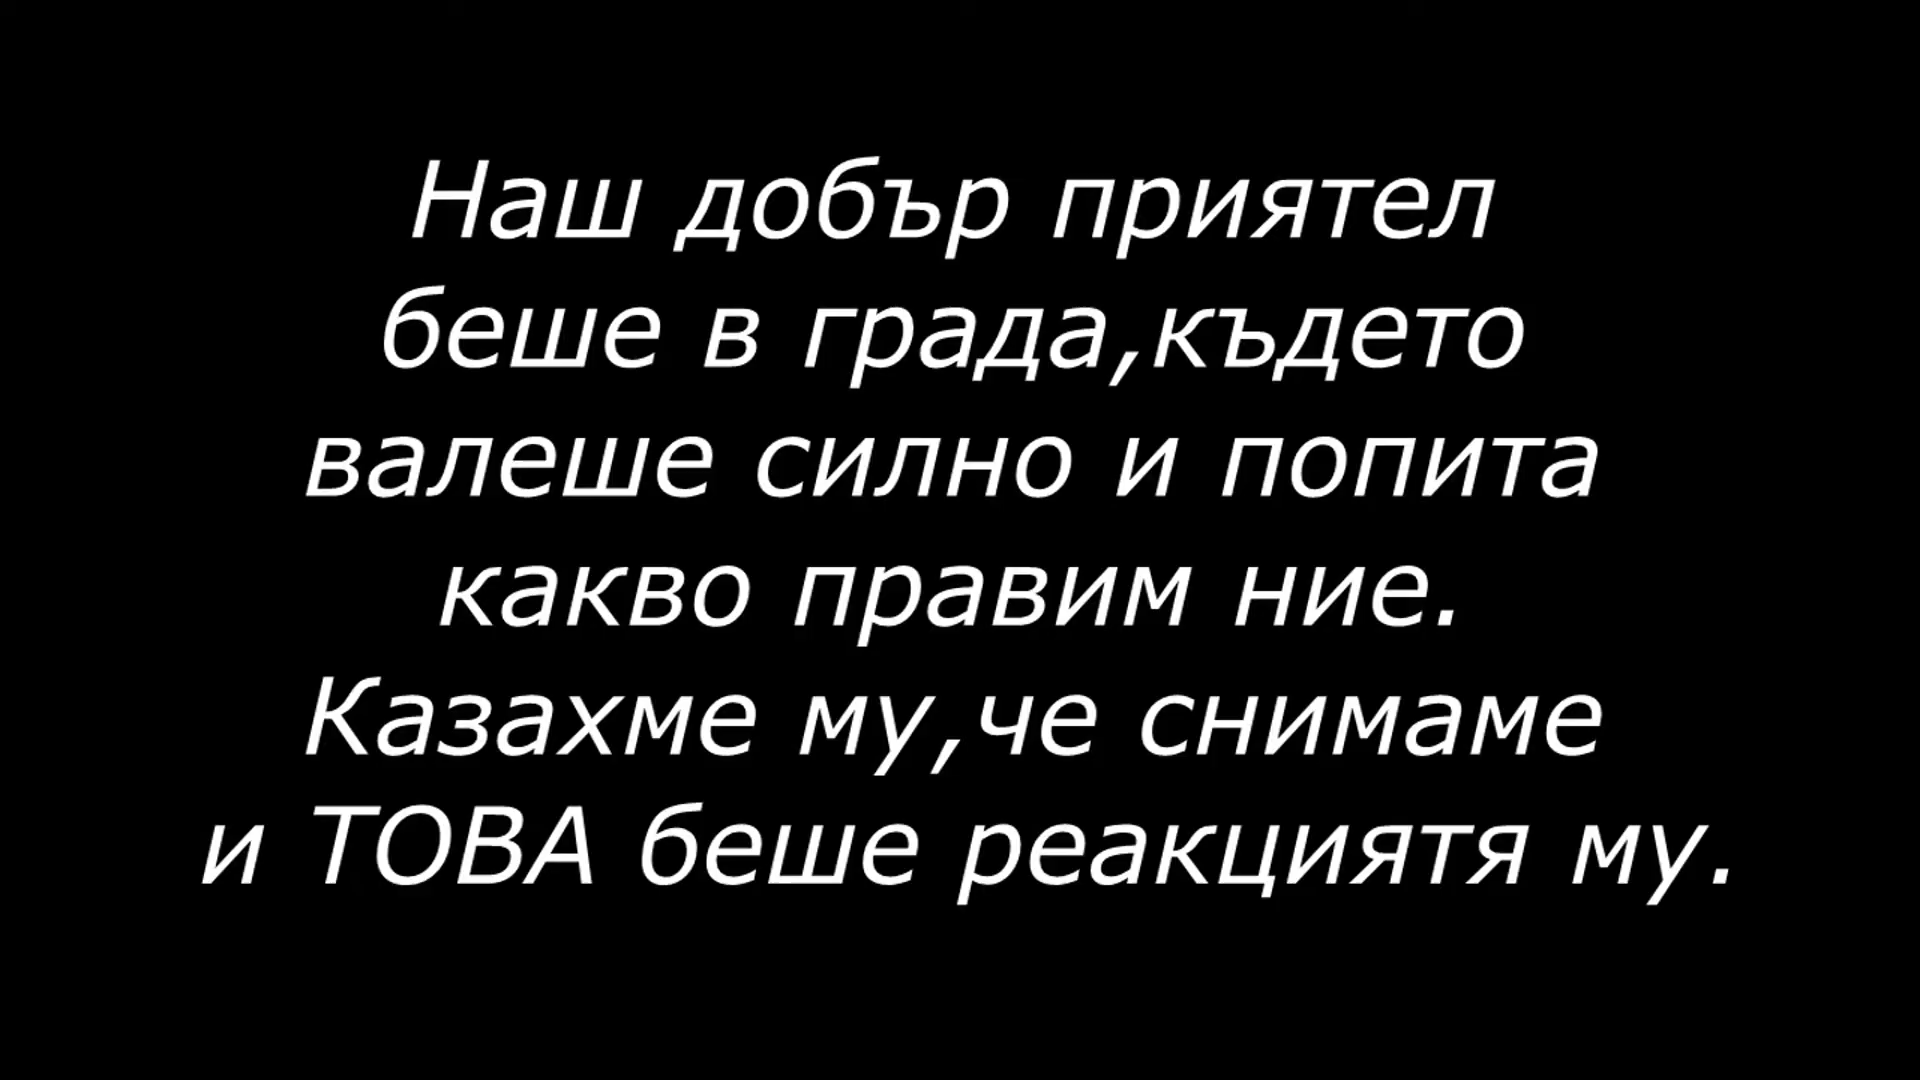 Наш добър приятел
беше в града,където
валеше силно и попита
какво правим ние.
Казахме му,че снимаме
и ТОВА беше реакциятя му.